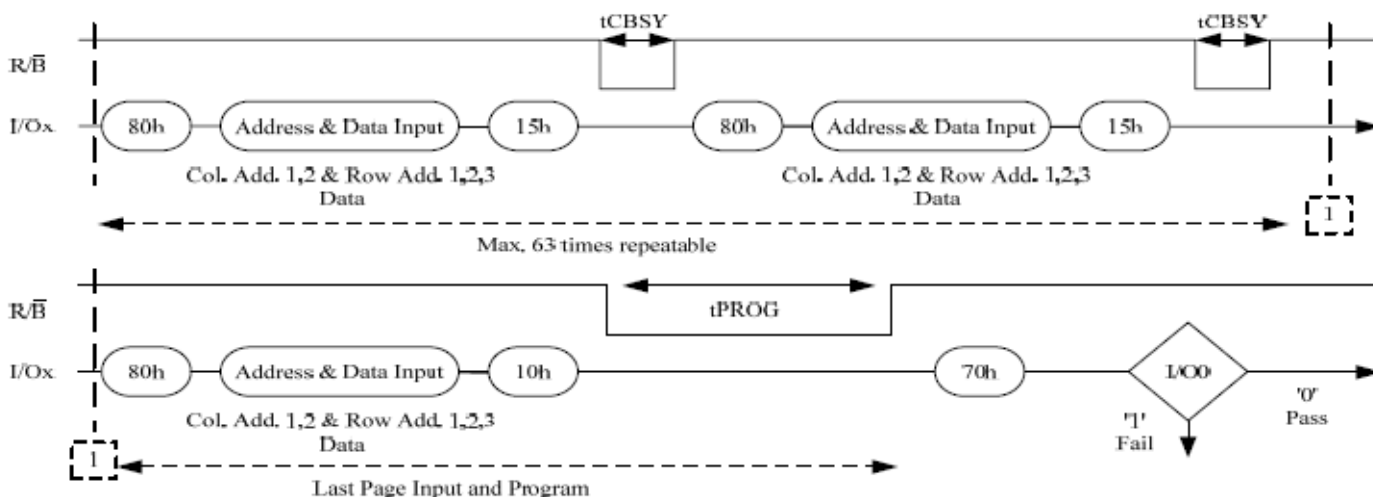 tCBSY tCBSY
R/B̅
I/Ox 80h Address & Data Input 15h 80h Address & Data Input 15h
Col. Add. 1,2 & Row Add. 1,2,3 Col. Add. 1,2 & Row Add. 1,2,3
Data Data
1
Max. 63 times repeatable
R/B̅
tPROG
I/Ox 80h Address & Data Input 10h 70h I/O0 '0'
Pass
Col. Add. 1,2 & Row Add. 1,2,3 '1'
Data Fail
1
Last Page Input and Program